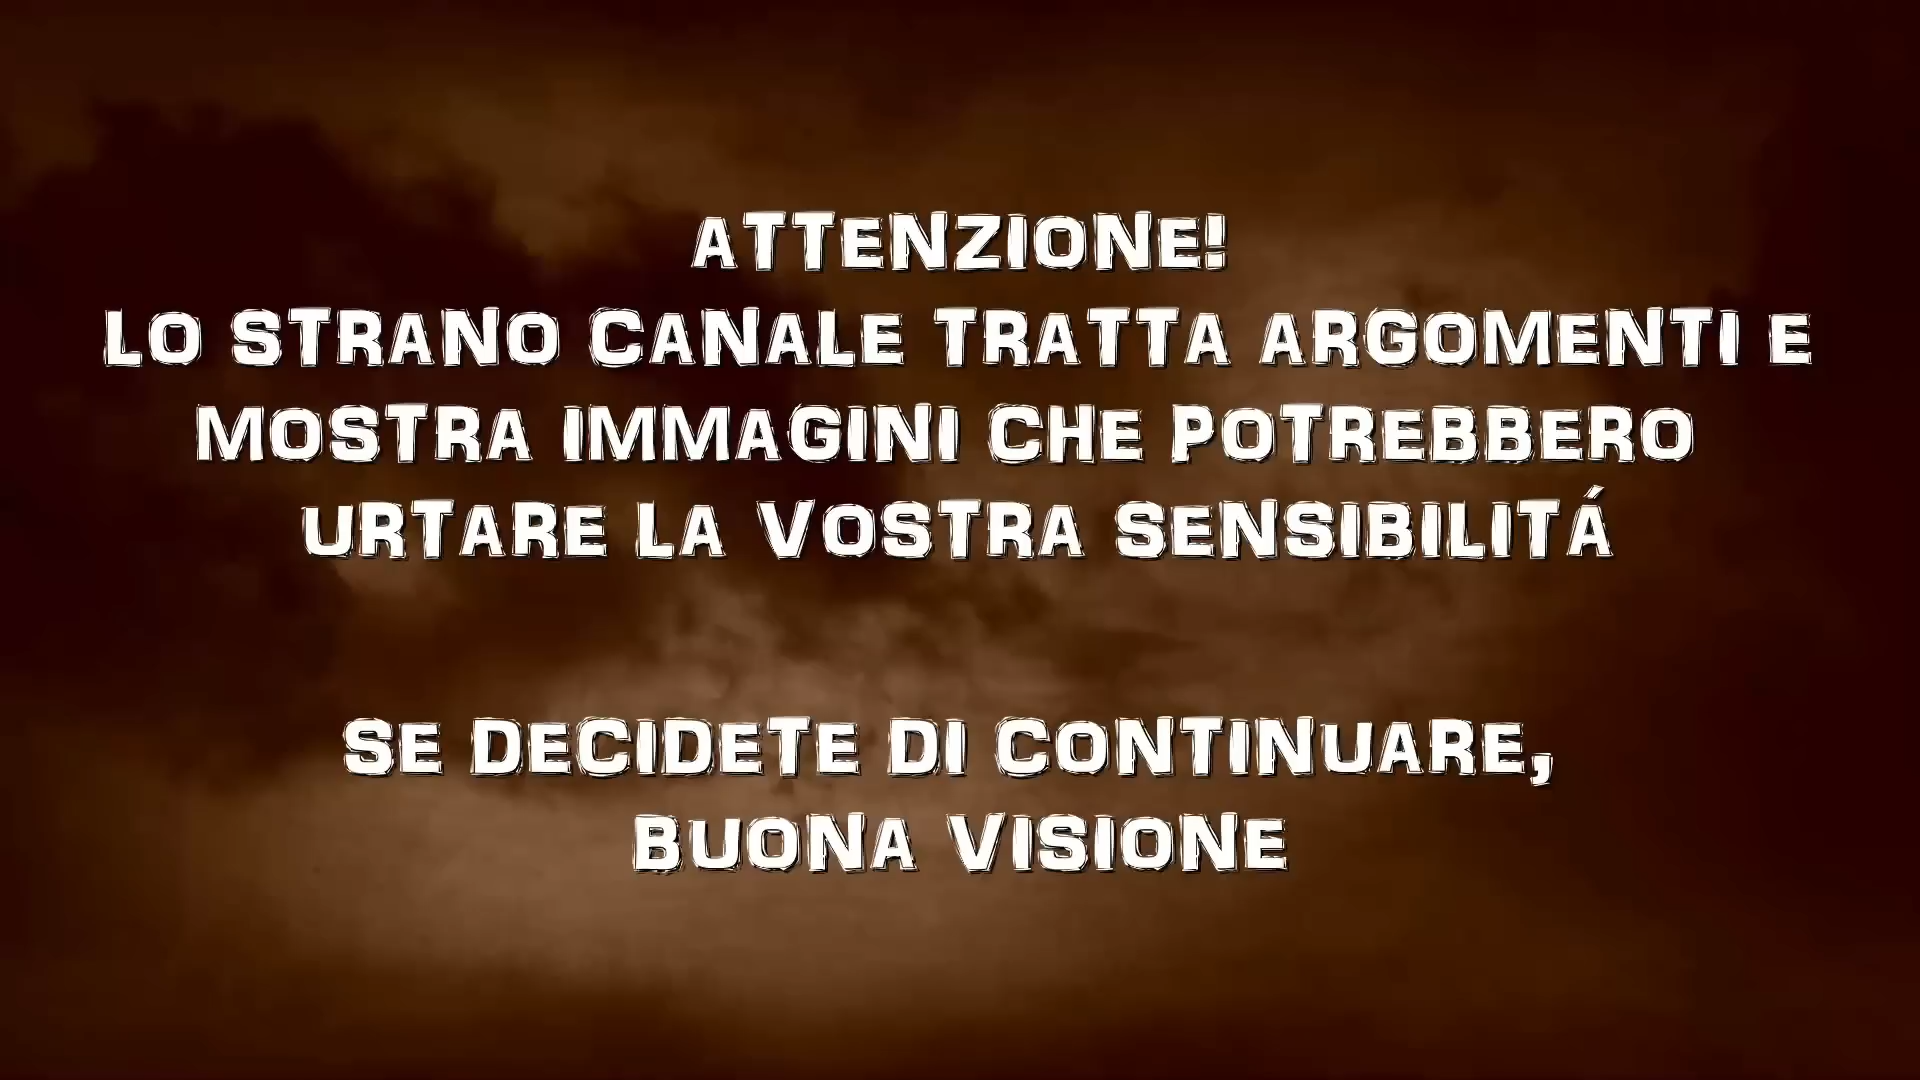 ATTENZIONE!
LO STRANO CANALE TRATTA ARGOMENTI E
MOSTRA IMMAGINI CHE POTREBBERO
URTARE LA VOSTRA SENSIBILITÁ
SE DECIDETE DI CONTINUARE,
BUONA VISIONE